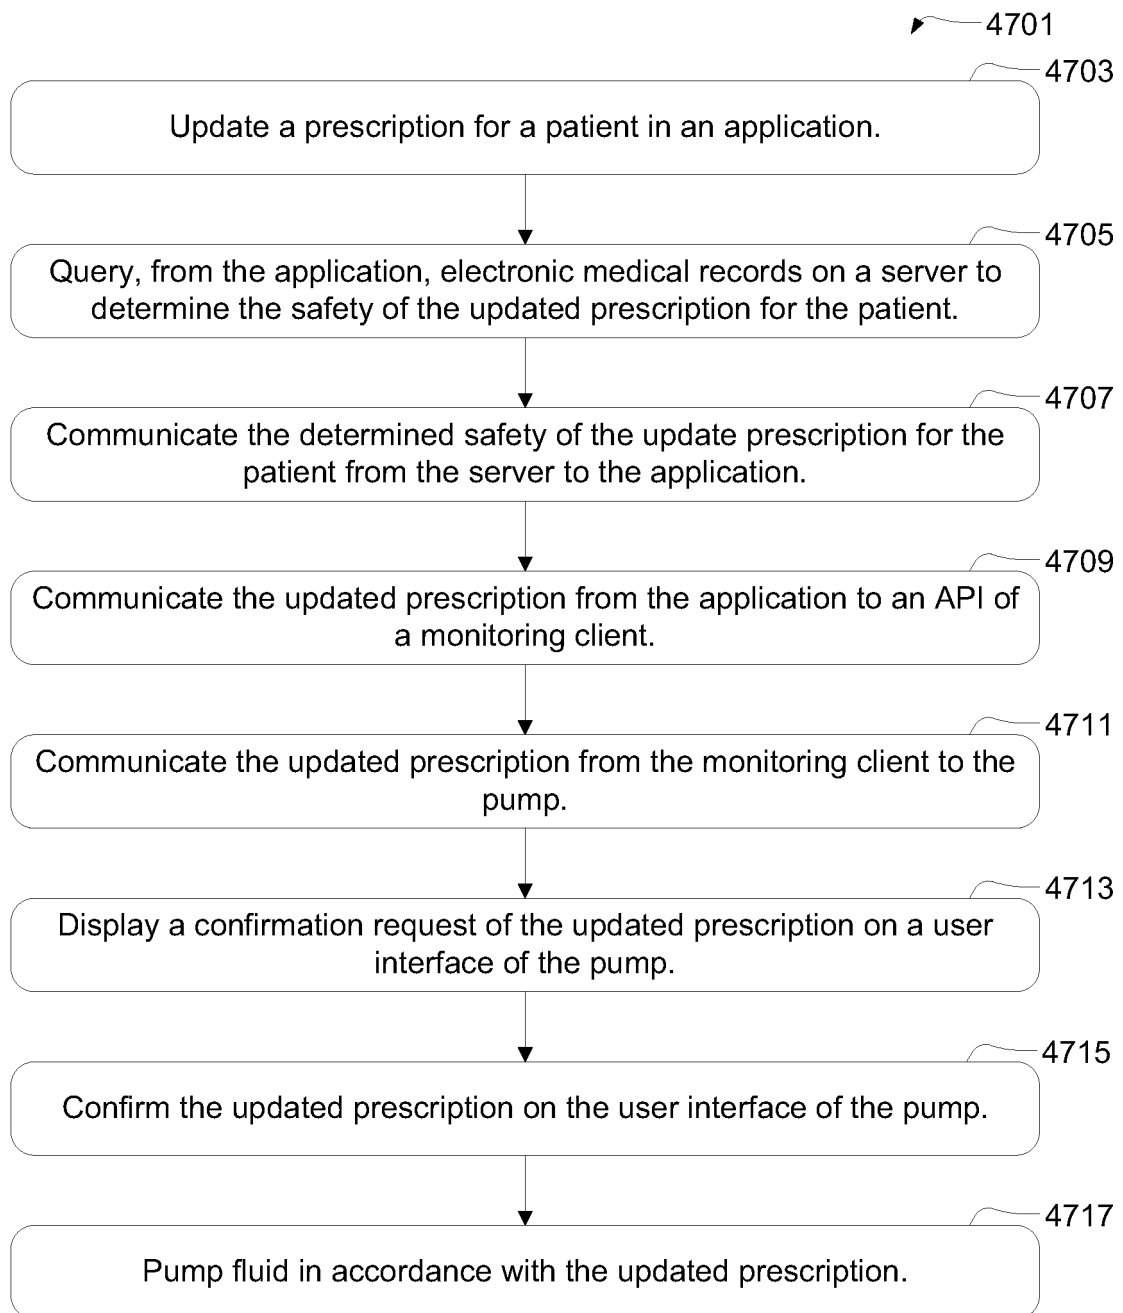 4701
4703
Update a prescription for a patient in an application.
4705
Query, from the application, electronic medical records on a server to
determine the safety of the updated prescription for the patient.
4707
Communicate the determined safety of the update prescription for the
patient from the server to the application.
4709
Communicate the updated prescription from the application to an API of
a monitoring client.
4711
Communicate the updated prescription from the monitoring client to the
pump.
4713
Display a confirmation request of the updated prescription on a user
interface of the pump.
4715
Confirm the updated prescription on the user interface of the pump.
4717
Pump fluid in accordance with the updated prescription.